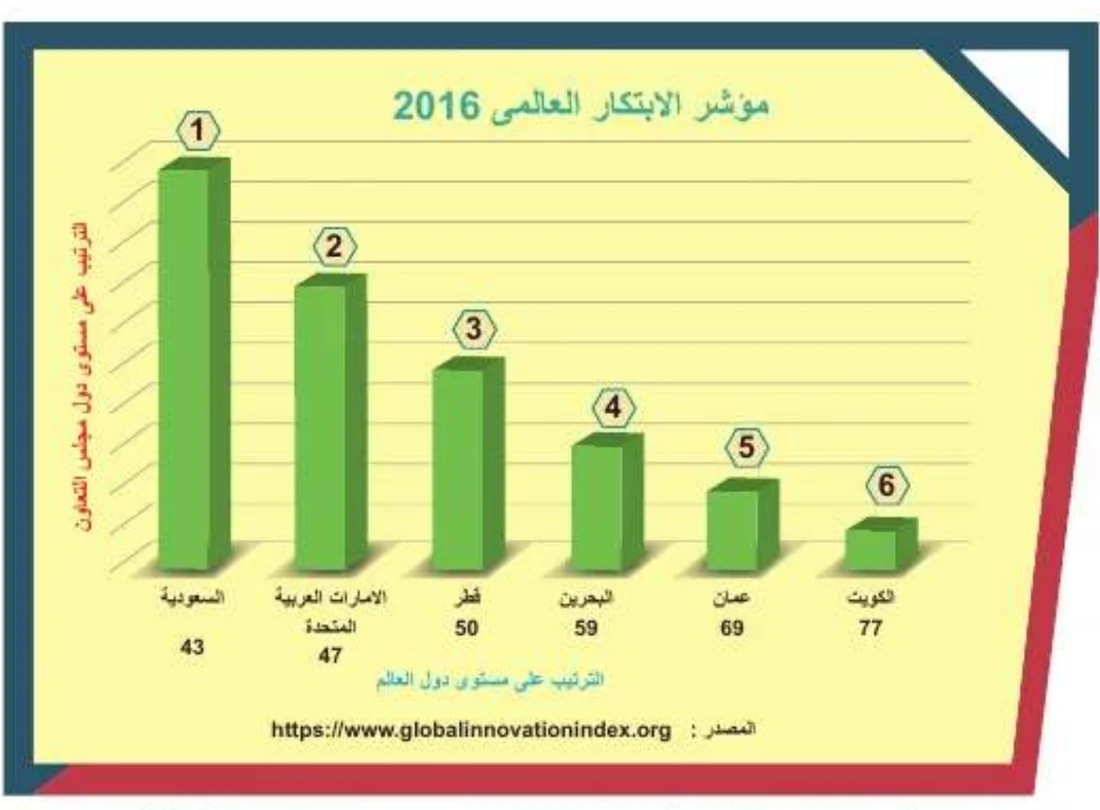 مؤشر الابتكار العالمى 2016
الترتيب على مستوى دول مجلس التعاون
1
2
3
4
5
6
السعودية
43
الامارات العربية
المتحدة
47
قطر
50
البحرين
59
عمان
69
الكويت
77
الترتيب على مستوى دول العالم
المصدر : https://www.globalinnovationindex.org